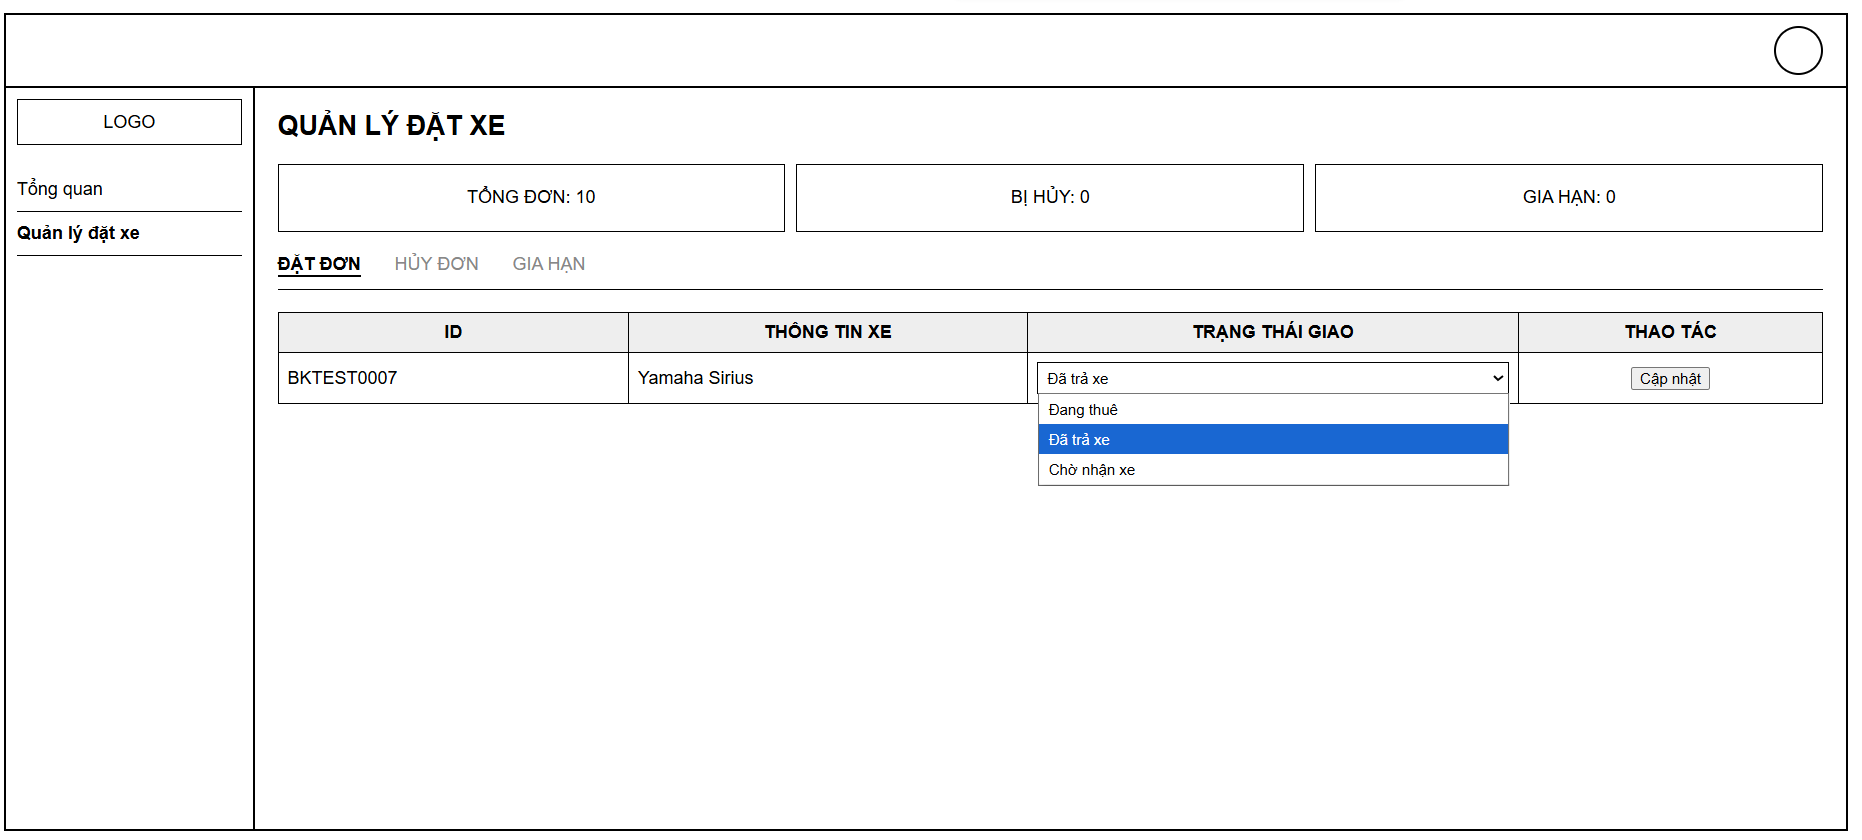 LOGO
Tổng quan
Quản lý đặt xe
QUẢN LÝ ĐẶT XE
TỔNG ĐƠN: 10
BỊ HỦY: 0
GIA HẠN: 0
ĐẶT ĐƠN
HỦY ĐƠN
GIA HẠN
ID
THÔNG TIN XE
TRẠNG THÁI GIAO
THAO TÁC
BKTEST0007
Yamaha Sirius
Đã trả xe
Cập nhật
Đang thuê
Đã trả xe
Chờ nhận xe